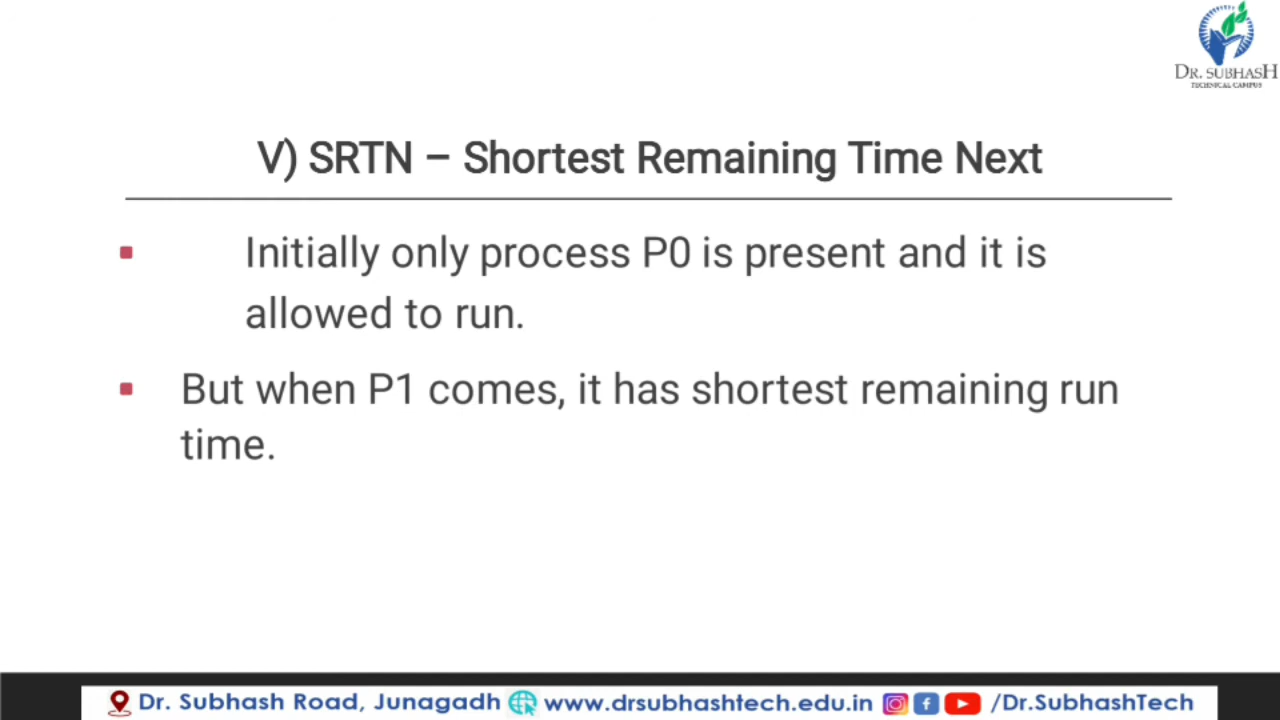 DR. SUBHASH
TECHNICAL CAMPUS
V) SRTN – Shortest Remaining Time Next
Initially only process P0 is present and it is
allowed to run.
But when P1 comes, it has shortest remaining run
time.
Dr. Subhash Road, Junagadh www.drsubhashtech.edu.in /Dr.SubhashTech